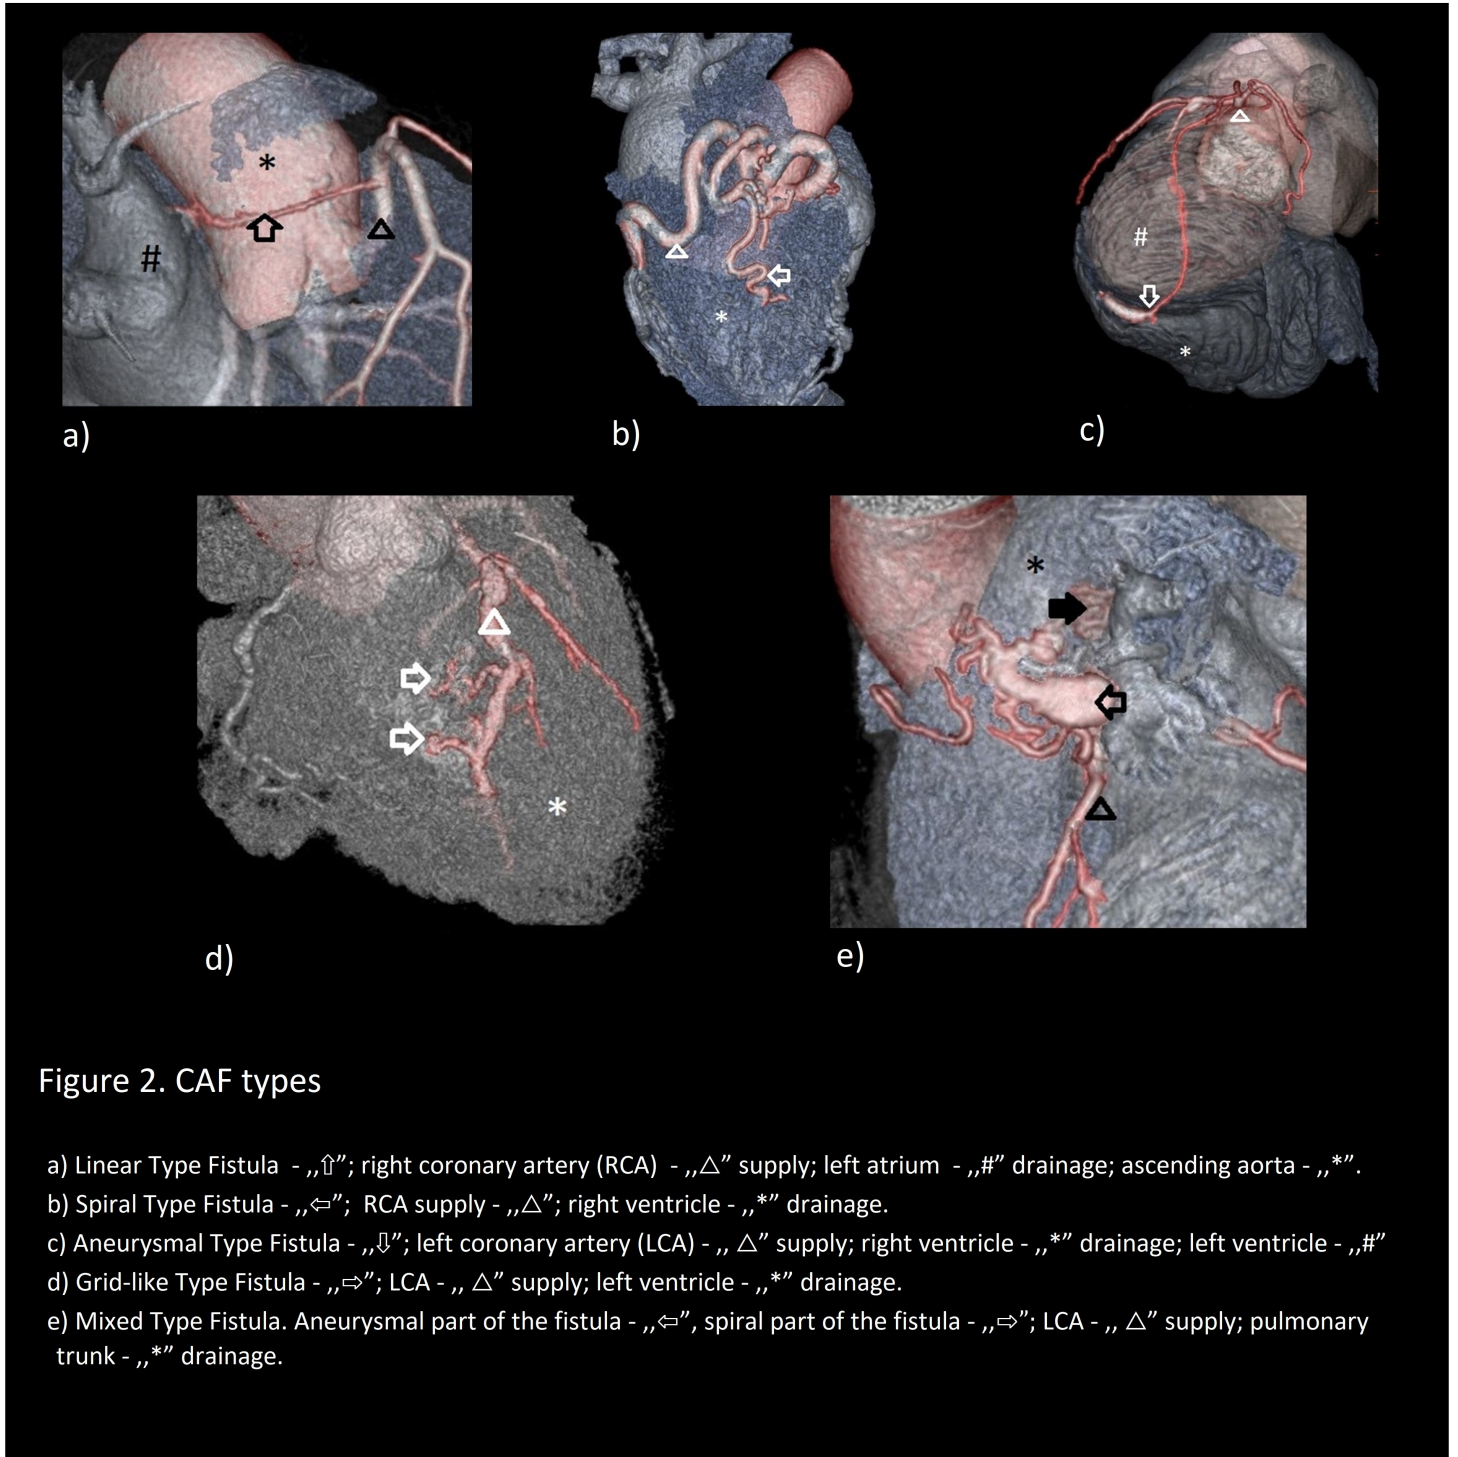 *
#
△
⇧
a)
△
⇦
*
b)
△
#
⇩
*
c)
△
⇨
⇨
*
d)
*
➡
⇦
△
e)
Figure 2. CAF types
a) Linear Type Fistula - ,,⇧”; right coronary artery (RCA) - ,,△” supply; left atrium - ,,#” drainage; ascending aorta - ,,*”.
b) Spiral Type Fistula - ,,⇦”; RCA supply - ,,△”; right ventricle - ,,*” drainage.
c) Aneurysmal Type Fistula - ,,⇩”; left coronary artery (LCA) - ,, △” supply; right ventricle - ,,*” drainage; left ventricle - ,,#”
d) Grid-like Type Fistula - ,,⇨”; LCA - ,, △” supply; left ventricle - ,,*” drainage.
e) Mixed Type Fistula. Aneurysmal part of the fistula - ,,⇦”, spiral part of the fistula - ,,⇨”; LCA - ,, △” supply; pulmonary
trunk - ,,*” drainage.